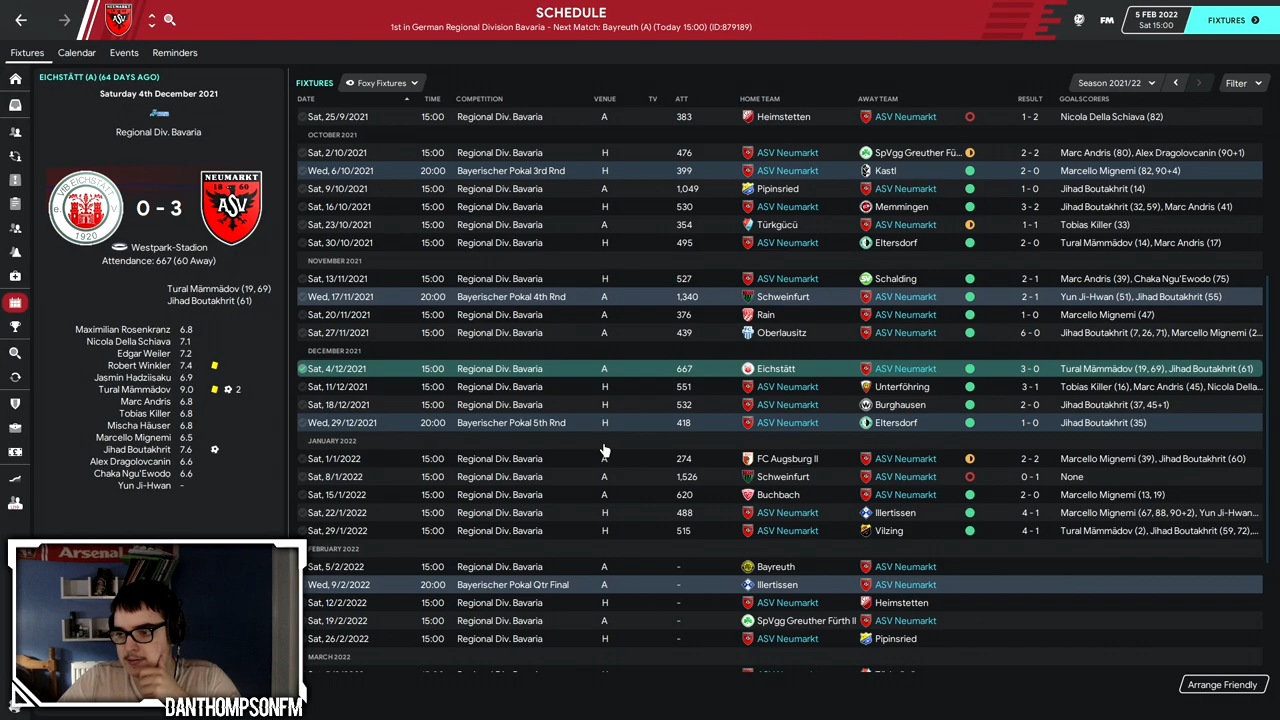 SCHEDULE
1st in German Regional Division Bavaria - Next Match: Bayreuth (A) (Today 15:00) (ID:879189)
FM
5 FEB 2022
Sat 15:00
FIXTURES
Fixtures Calendar Events Reminders
EICHSTÄTT (A) (64 DAYS AGO)
Saturday 4th December 2021
Regional Div. Bavaria
VfB EICHSTÄTT
1920
0 - 3
NEUMARKT
1860
ASV
Westpark-Stadion
Attendance: 667 (60 Away)
Tural Mämmädov (19, 69)
Jihad Boutakhrit (61)
Maximilian Rosenkranz 6.8
Nicola Della Schiava 7.1
Edgar Weiler 7.2
Robert Winkler 7.4
Jasmin Hadziisaku 6.9
Tural Mämmädov 9.0 2
Marc Andris 6.8
Tobias Killer 6.8
Mischa Häuser 6.8
Marcello Mignemi 6.5
Jihad Boutakhrit 7.6
Alex Dragolovcanin 6.6
Chaka Ngu'Ewodo 6.6
Yun Ji-Hwan -
FIXTURES Foxy Fixtures Season 2021/22 Filter
DATE TIME COMPETITION VENUE TV ATT HOME TEAM AWAY TEAM RESULT GOALSCORERS
Sat, 25/9/2021 15:00 Regional Div. Bavaria A 383 Heimstetten ASV Neumarkt 1 - 2 Nicola Della Schiava (82)
OCTOBER 2021
Sat, 2/10/2021 15:00 Regional Div. Bavaria H 476 ASV Neumarkt SpVgg Greuther Fü... 2 - 2 Marc Andris (80), Alex Dragolovcanin (90+1)
Wed, 6/10/2021 20:00 Bayerischer Pokal 3rd Rnd H 399 ASV Neumarkt Kastl 2 - 0 Marcello Mignemi (82, 90+4)
Sat, 9/10/2021 15:00 Regional Div. Bavaria A 1,049 Pipinsried ASV Neumarkt 1 - 0 Jihad Boutakhrit (14)
Sat, 16/10/2021 15:00 Regional Div. Bavaria H 530 ASV Neumarkt Memmingen 3 - 2 Jihad Boutakhrit (32, 59), Marc Andris (41)
Sat, 23/10/2021 15:00 Regional Div. Bavaria A 354 Türkgücü ASV Neumarkt 1 - 1 Tobias Killer (33)
Sat, 30/10/2021 15:00 Regional Div. Bavaria H 495 ASV Neumarkt Eltersdorf 2 - 0 Tural Mämmädov (14), Marc Andris (17)
NOVEMBER 2021
Sat, 13/11/2021 15:00 Regional Div. Bavaria H 527 ASV Neumarkt Schalding 2 - 1 Marc Andris (39), Chaka Ngu'Ewodo (75)
Wed, 17/11/2021 20:00 Bayerischer Pokal 4th Rnd A 1,340 Schweinfurt ASV Neumarkt 2 - 1 Yun Ji-Hwan (51), Jihad Boutakhrit (55)
Sat, 20/11/2021 15:00 Regional Div. Bavaria A 376 Rain ASV Neumarkt 1 - 0 Marcello Mignemi (47)
Sat, 27/11/2021 15:00 Regional Div. Bavaria A 439 Oberlausitz ASV Neumarkt 6 - 0 Jihad Boutakhrit (7, 26, 71), Marcello Mignemi (2...
DECEMBER 2021
Sat, 4/12/2021 15:00 Regional Div. Bavaria A 667 Eichstätt ASV Neumarkt 3 - 0 Tural Mämmädov (19, 69), Jihad Boutakhrit (61)
Sat, 11/12/2021 15:00 Regional Div. Bavaria H 551 ASV Neumarkt Unterföhring 3 - 1 Tobias Killer (16), Marc Andris (45), Nicola Della...
Sat, 18/12/2021 15:00 Regional Div. Bavaria H 532 ASV Neumarkt Burghausen 2 - 0 Jihad Boutakhrit (37, 45+1)
Wed, 29/12/2021 20:00 Bayerischer Pokal 5th Rnd H 418 ASV Neumarkt Eltersdorf 1 - 0 Jihad Boutakhrit (35)
JANUARY 2022
Sat, 1/1/2022 15:00 Regional Div. Bavaria A 274 FC Augsburg II ASV Neumarkt 2 - 2 Marcello Mignemi (39), Jihad Boutakhrit (60)
Sat, 8/1/2022 15:00 Regional Div. Bavaria A 1,526 Schweinfurt ASV Neumarkt 0 - 1 None
Sat, 15/1/2022 15:00 Regional Div. Bavaria A 620 Buchbach ASV Neumarkt 2 - 0 Marcello Mignemi (13, 19)
Sat, 22/1/2022 15:00 Regional Div. Bavaria H 488 ASV Neumarkt Illertissen 4 - 1 Marcello Mignemi (67, 88, 90+2), Yun Ji-Hwan...
Sat, 29/1/2022 15:00 Regional Div. Bavaria H 515 ASV Neumarkt Vilzing 4 - 1 Tural Mämmädov (2), Jihad Boutakhrit (59, 72),...
FEBRUARY 2022
Sat, 5/2/2022 15:00 Regional Div. Bavaria A - Bayreuth ASV Neumarkt
Wed, 9/2/2022 20:00 Bayerischer Pokal Qtr Final A - Illertissen ASV Neumarkt
Sat, 12/2/2022 15:00 Regional Div. Bavaria H - ASV Neumarkt Heimstetten
Sat, 19/2/2022 15:00 Regional Div. Bavaria A - SpVgg Greuther Fürth II ASV Neumarkt
Sat, 26/2/2022 15:00 Regional Div. Bavaria H - ASV Neumarkt Pipinsried
MARCH 2022
Arrange Friendly
Arsenal
DANTHOMPSONFM